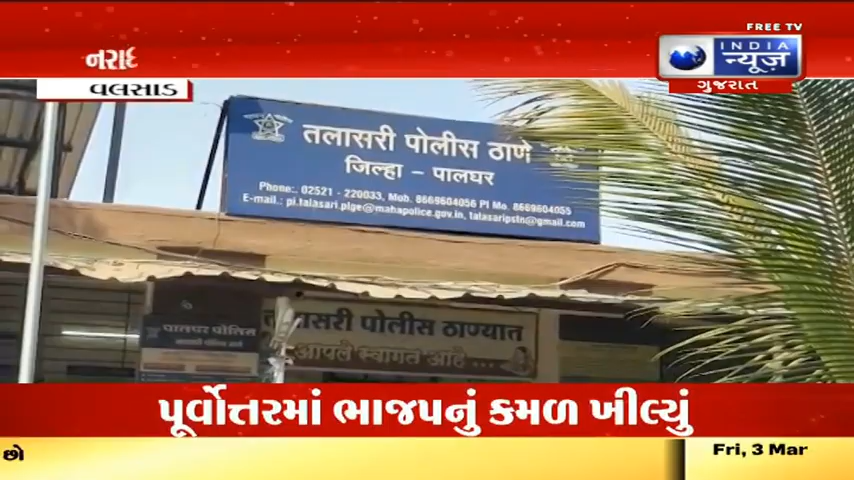 FREE TV
નરાદ
INDIA
न्यूज़
ગુજરાત
વલસાડ
तलासरी पोलीस ठाणे
जिल्हा - पालघर
Phone:. 02521 - 220033, Mob. 8669604056 PI Mo. 8669604055
E-mail.: pi.talasari.plge@mahapolice.gov.in, talasaripstn@gmail.com
पालघर पोलिस
तलासरी पोलीस ठाण्यात
आपले स्वागत आहे...
પૂર્વોત્તરમાં ભાજપનું કમળ ખીલ્યું
છો
Fri, 3 Mar